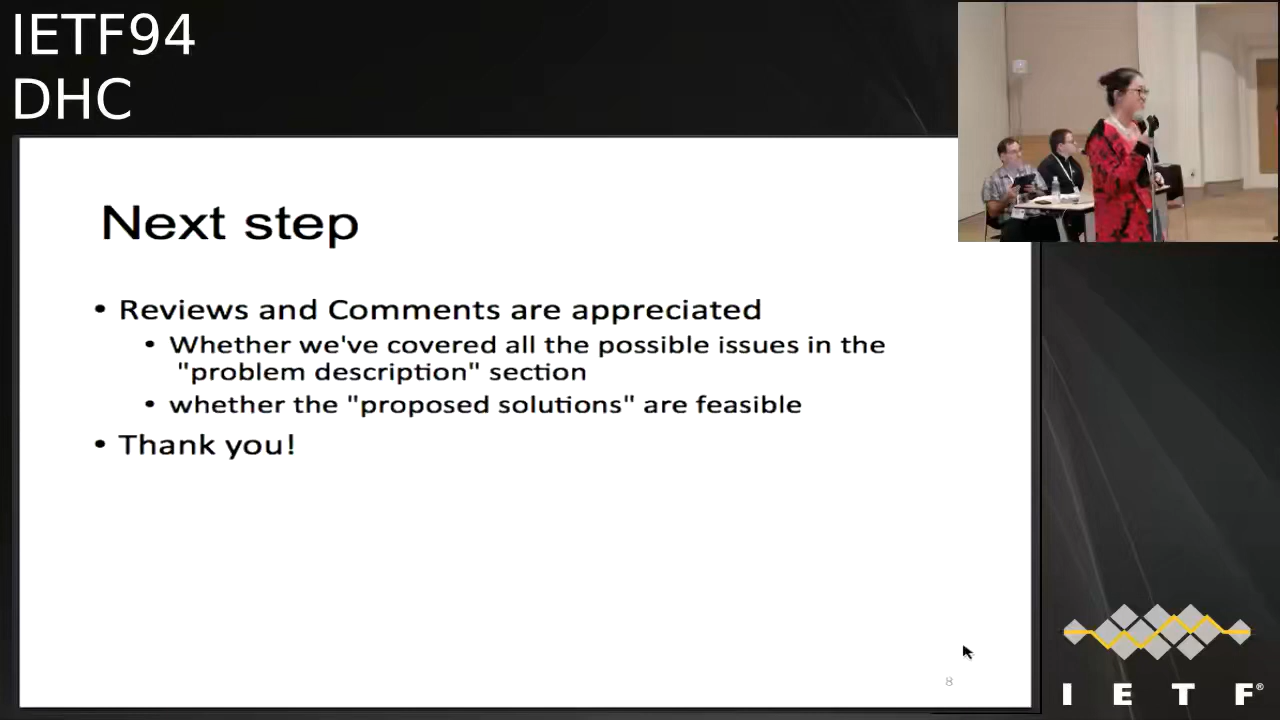 IETF94
DHC
Next step
• Reviews and Comments are appreciated
• Whether we've covered all the possible issues in the
"problem description" section
• whether the "proposed solutions" are feasible
• Thank you!
8
I E T F®